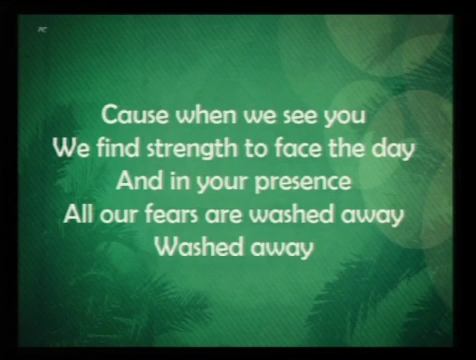 Cause when we see you
We find strength to face the day
And in your presence
All our fears are washed away
Washed away